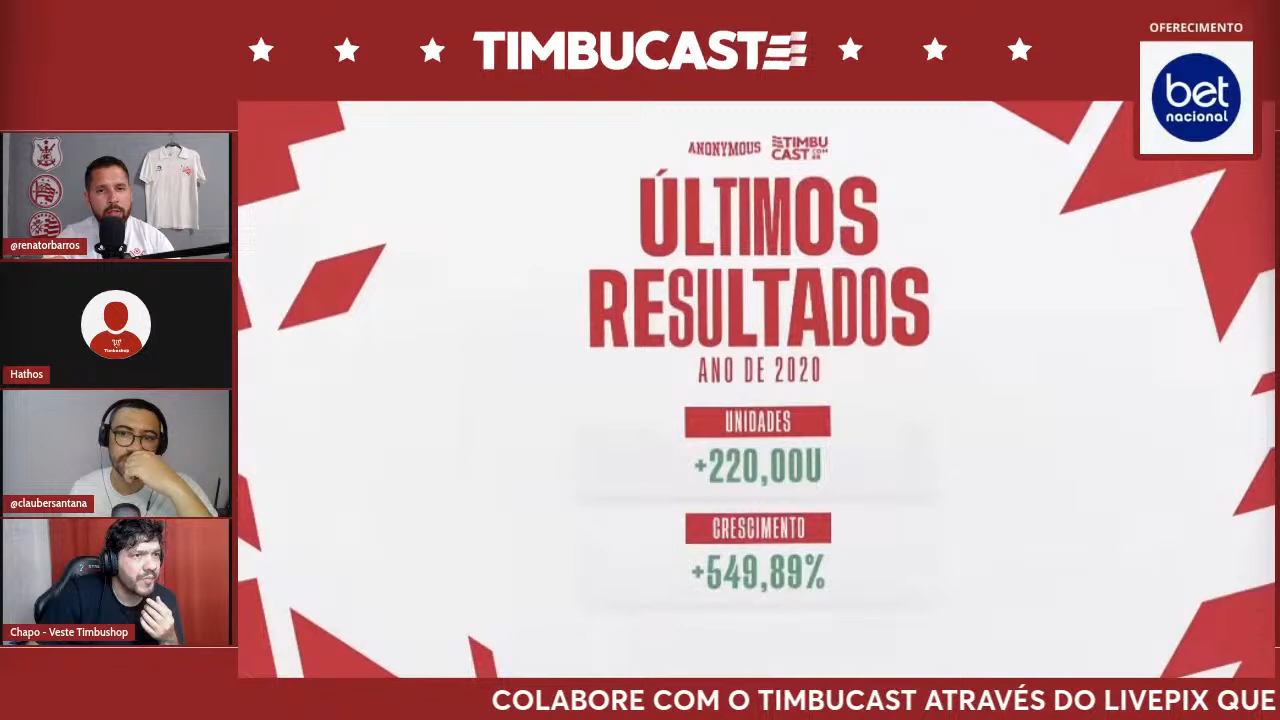 TIMBUCAST
OFERECIMENTO
bet
nacional
@renatorbarros
Timbushop
Hathos
@claubersantana
Chapo - Veste Timbushop
ANONYMOUS
TIMBU
CAST
ÚLTIMOS
RESULTADOS
ANO DE 2020
UNIDADES
+220,00U
CRESCIMENTO
+549,89%
COLABORE COM O TIMBUCAST ATRAVÉS DO LIVEPIX QUE